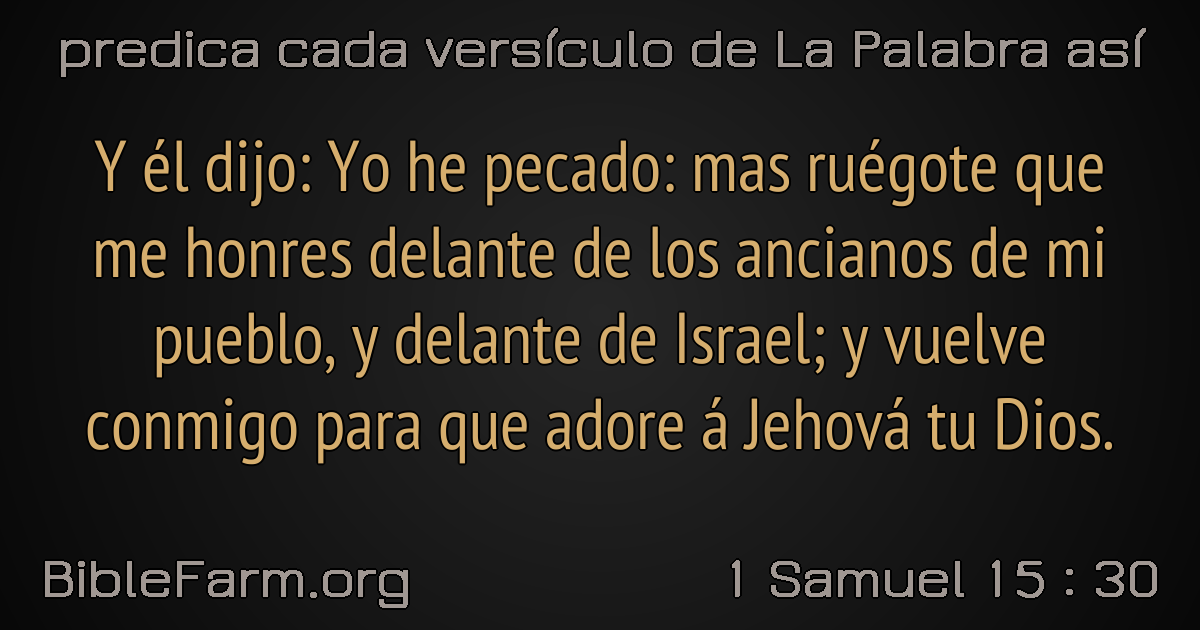 predica cada versículo de La Palabra así
Y él dijo: Yo he pecado: mas ruégote que
me honres delante de los ancianos de mi
pueblo, y delante de Israel; y vuelve
conmigo para que adore á Jehová tu Dios.
BibleFarm.org
1 Samuel 15 : 30